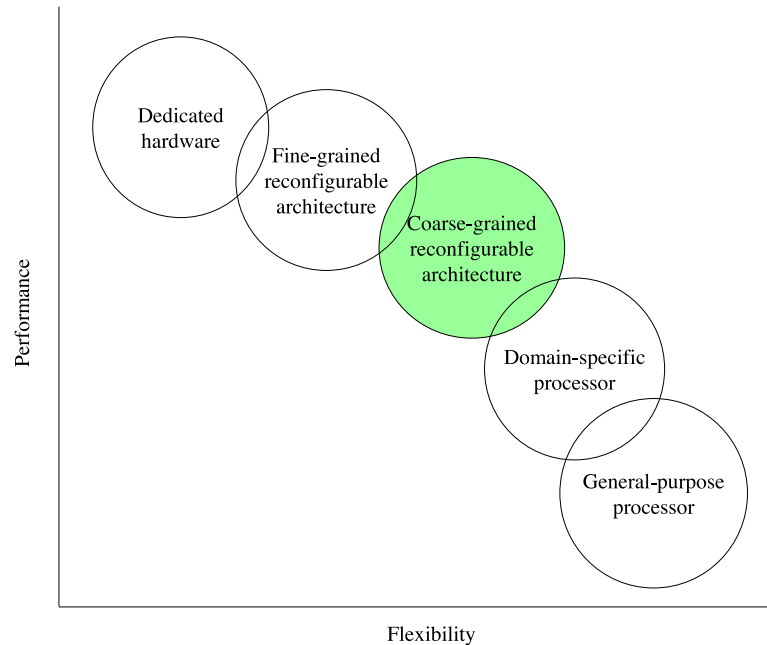 Dedicated
hardware
Fine-grained
reconfigurable
architecture
Coarse-grained
reconfigurable
architecture
Domain-specific
processor
General-purpose
processor
Performance
Flexibility